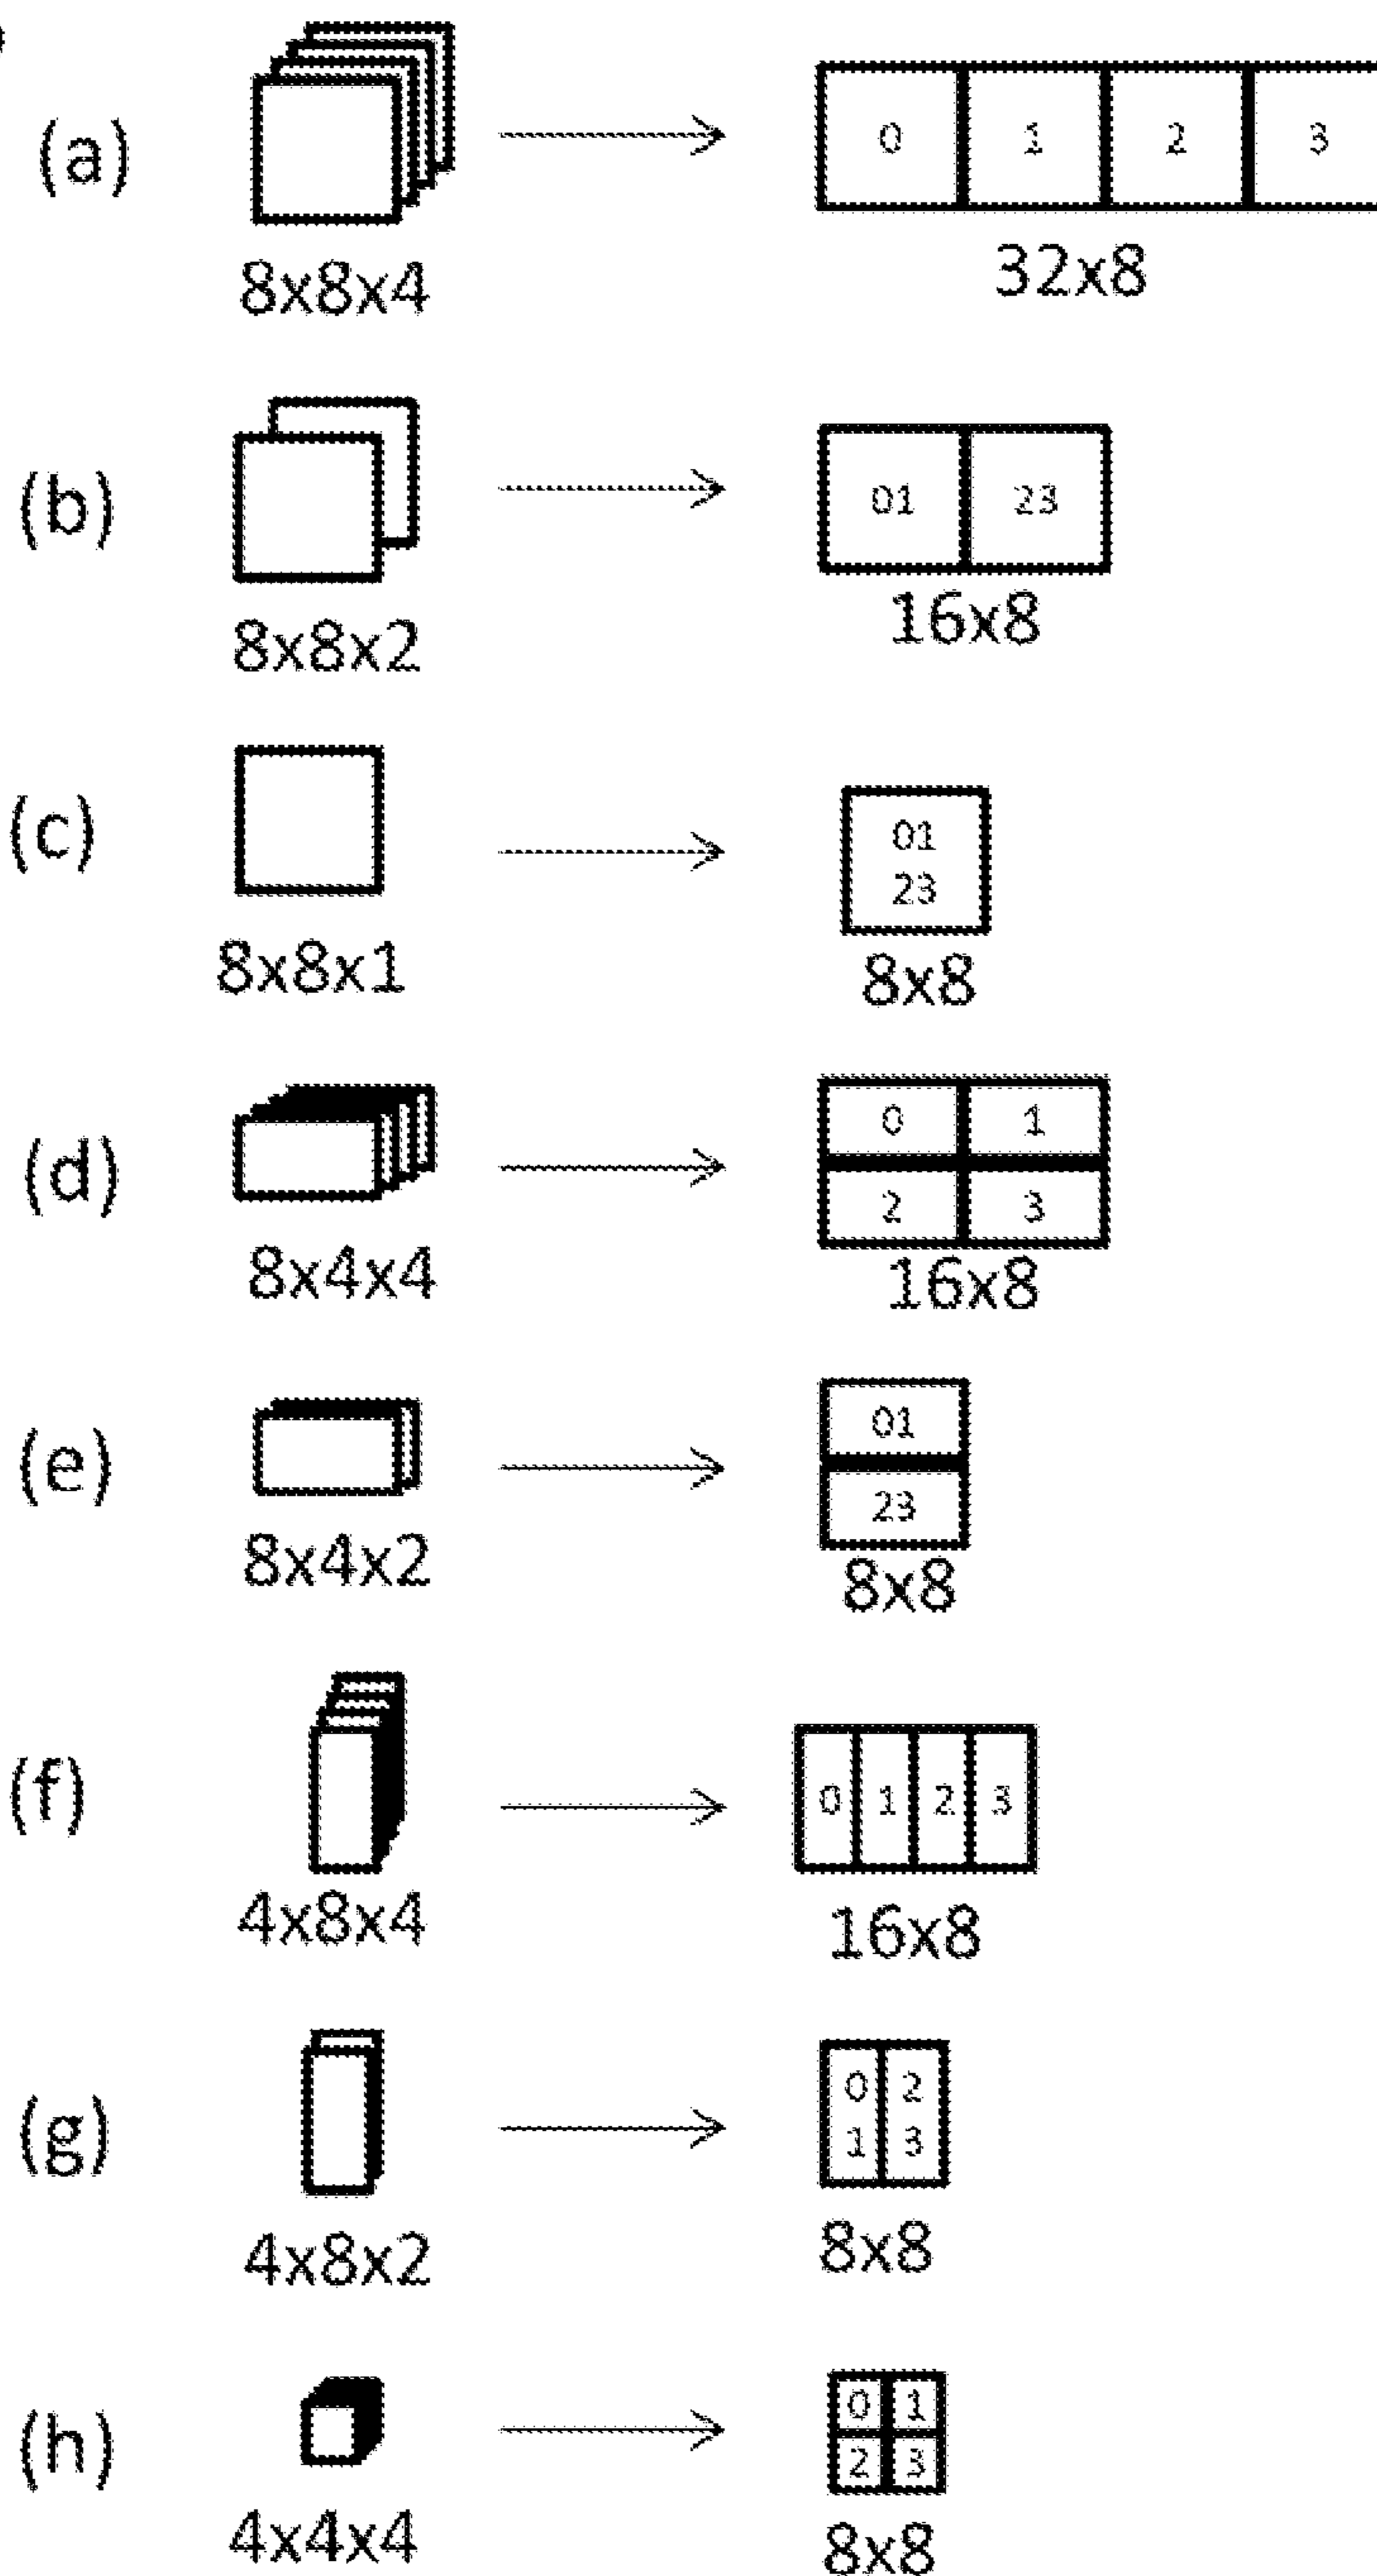 (a)
0 1 2 3
8x8x4
32x8
(b)
01 23
8x8x2
16x8
(c)
01
23
8x8x1
8x8
(d)
0 1
2 3
8x4x4
16x8
(e)
01
23
8x4x2
8x8
(f)
0 1 2 3
4x8x4
16x8
(g)
0 2
1 3
4x8x2
8x8
(h)
0 1
2 3
4x4x4
8x8